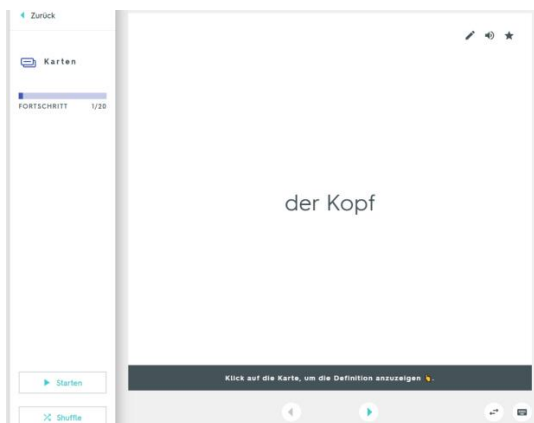 Zurück
Karten
FORTSCHRITT 1/20
der Kopf
Klick auf die Karte, um die Definition anzuzeigen 👆.
Starten
Shuffle